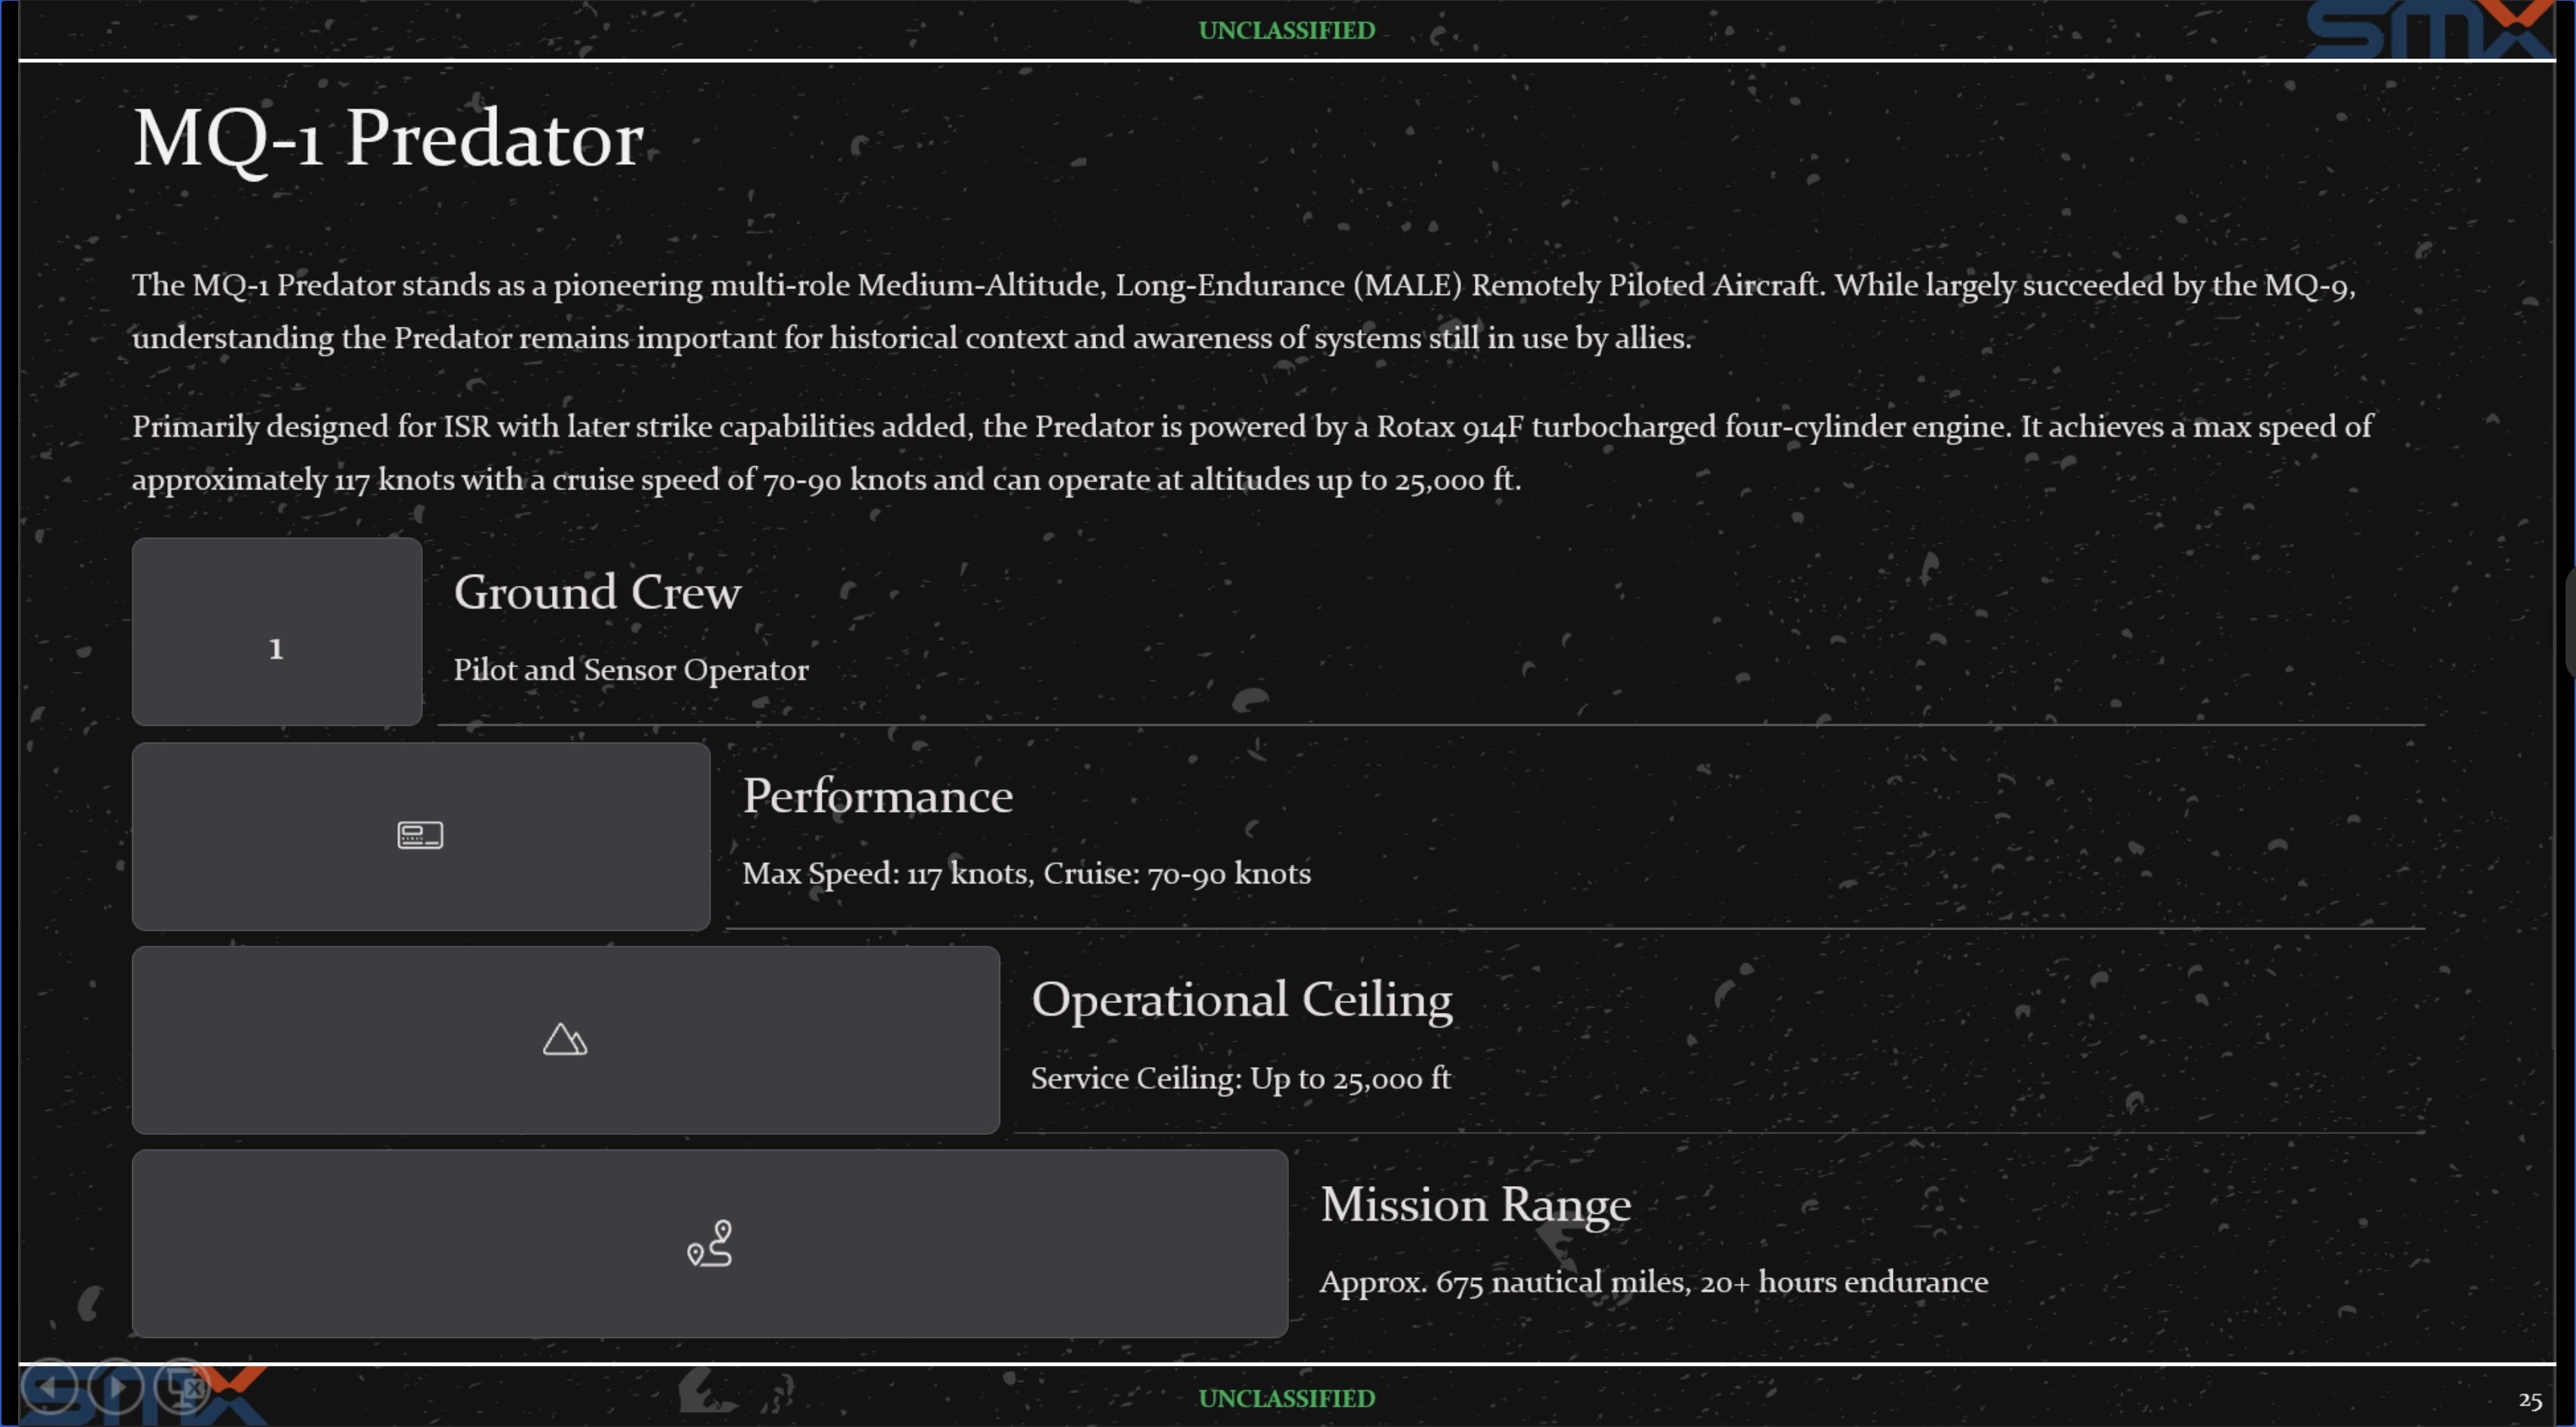 UNCLASSIFIED
SMX
MQ-1 Predator
The MQ-1 Predator stands as a pioneering multi-role Medium-Altitude, Long-Endurance (MALE) Remotely Piloted Aircraft. While largely succeeded by the MQ-9,
understanding the Predator remains important for historical context and awareness of systems still in use by allies.
Primarily designed for ISR with later strike capabilities added, the Predator is powered by a Rotax 914F turbocharged four-cylinder engine. It achieves a max speed of
approximately 117 knots with a cruise speed of 70-90 knots and can operate at altitudes up to 25,000 ft.
1
Ground Crew
Pilot and Sensor Operator
Performance
Max Speed: 117 knots, Cruise: 70-90 knots
Operational Ceiling
Service Ceiling: Up to 25,000 ft
Mission Range
Approx. 675 nautical miles, 20+ hours endurance
SMX
UNCLASSIFIED
25